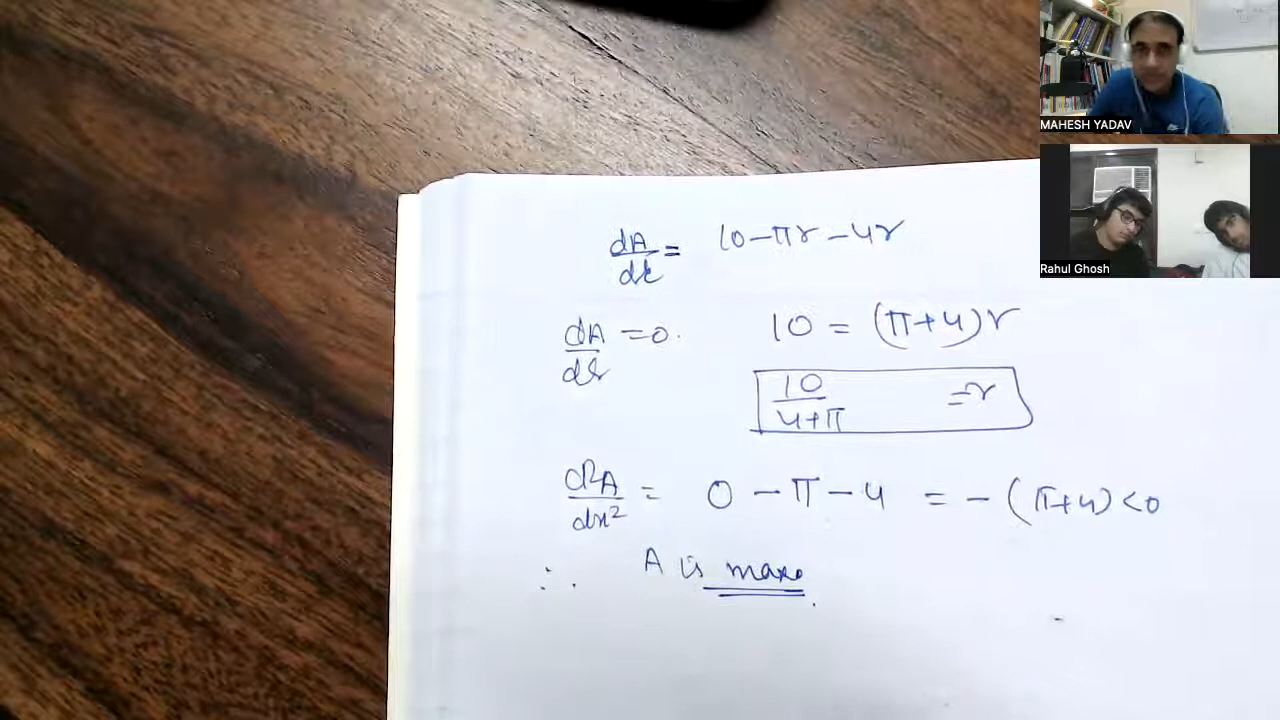 MAHESH YADAV
Rahul Ghosh
dA/dr = 10-πr-4r
dA/dr =0. 10 = (π+4)r
10/4+π =r
d²A/dr² = 0 -π-4 = -(π+4)<0
∴ A is max.